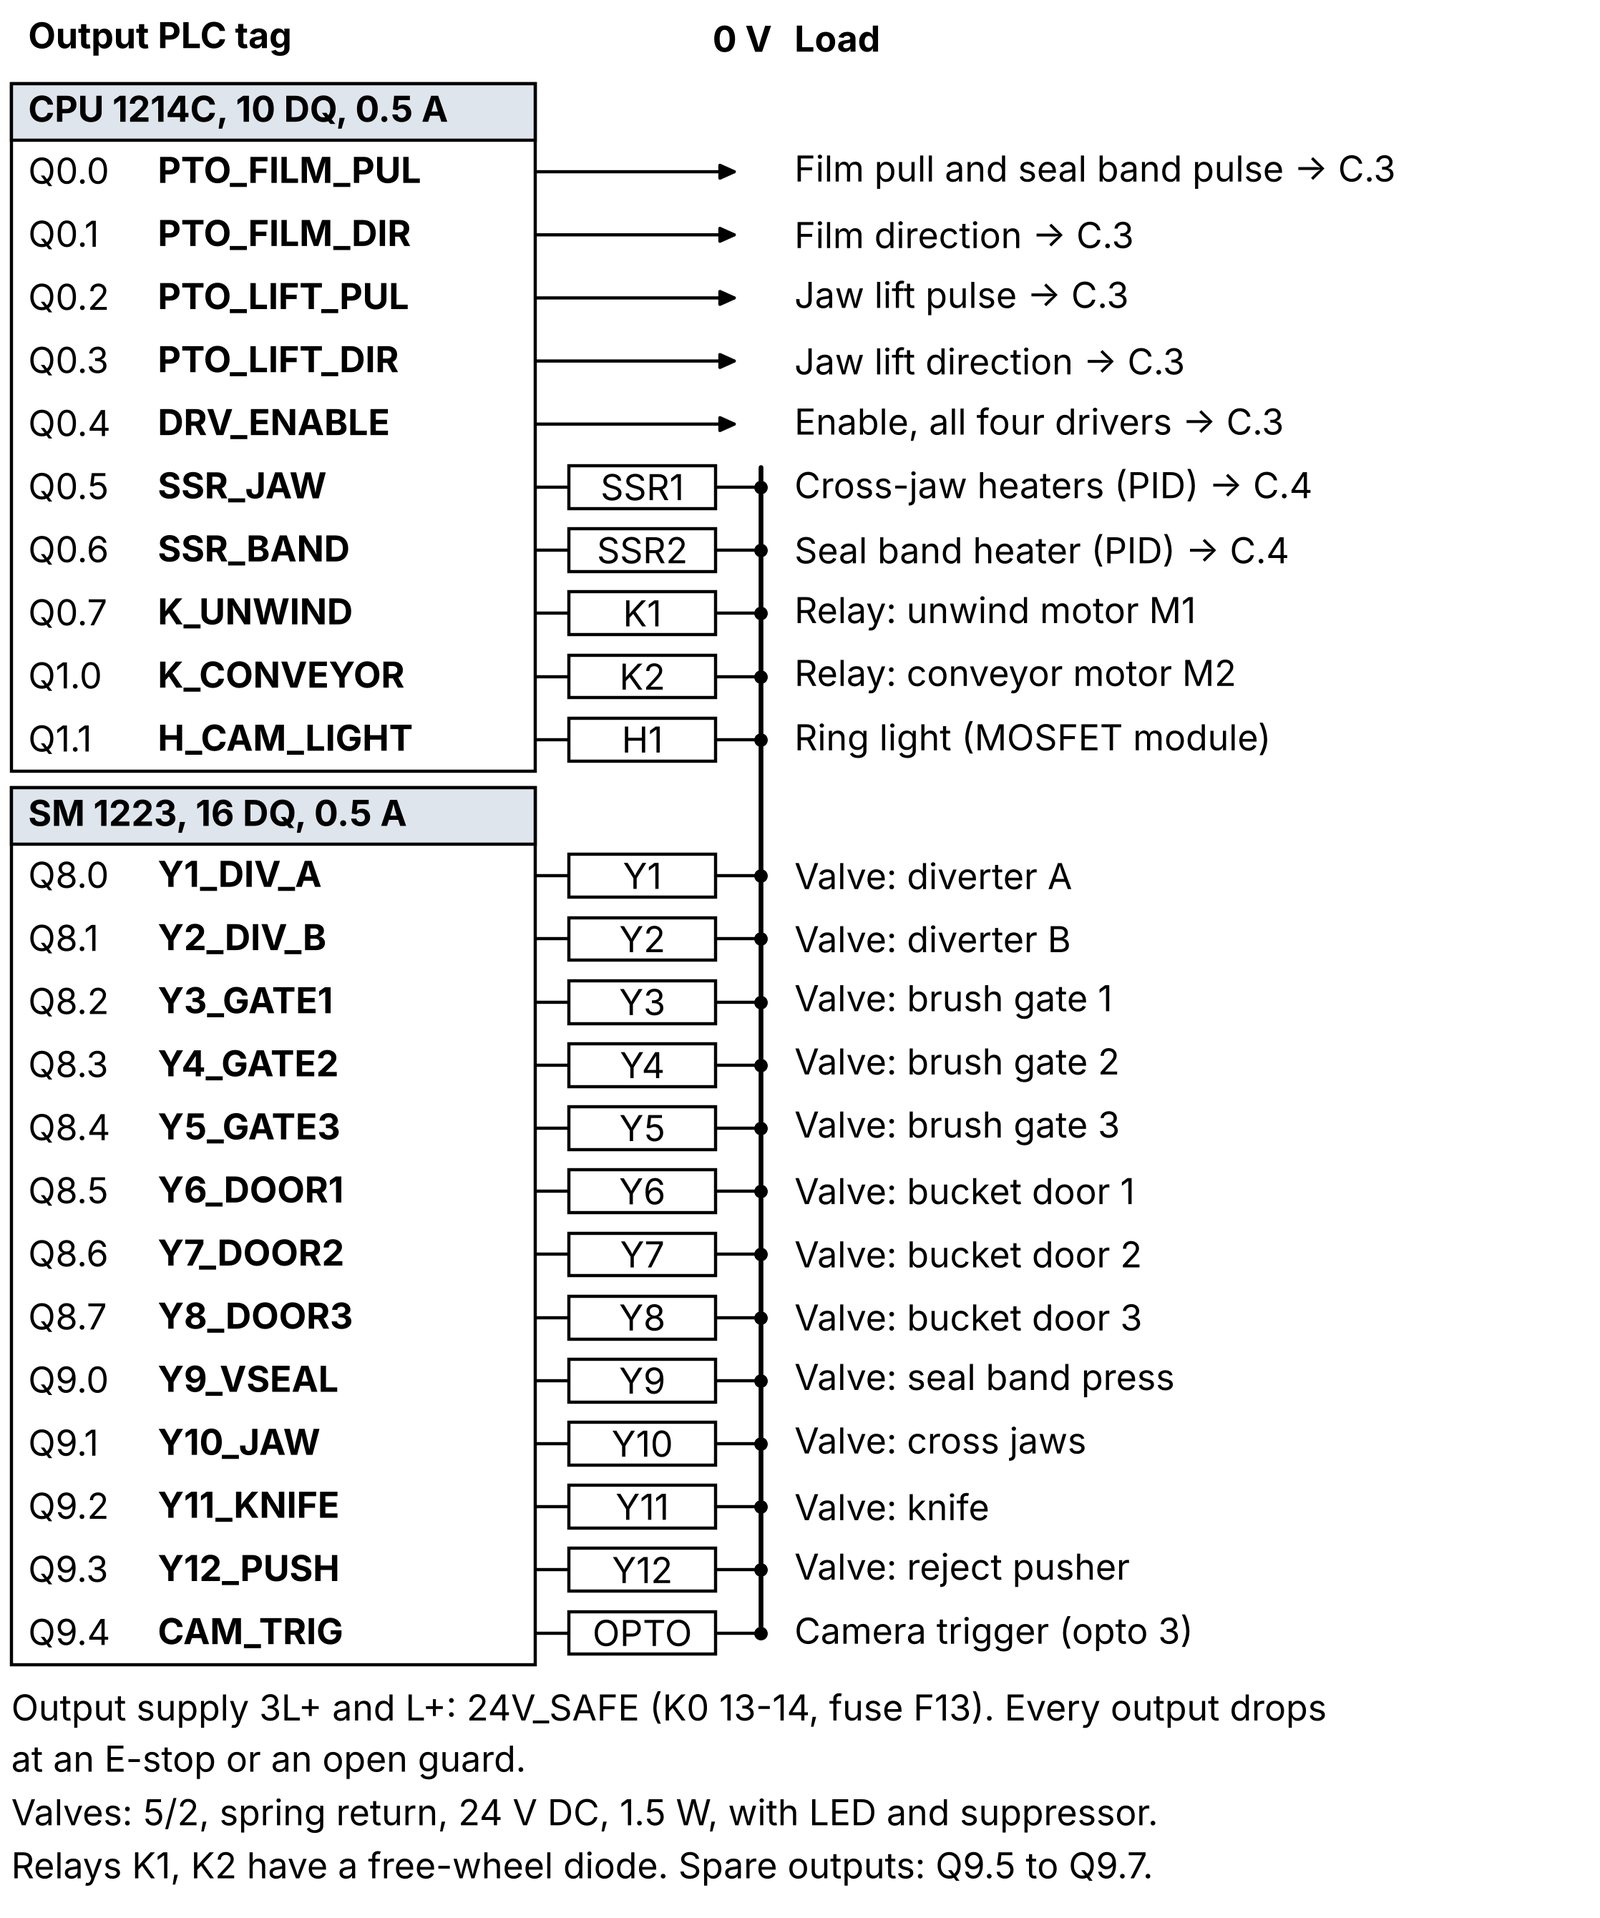 Output PLC tag 0 V Load
CPU 1214C, 10 DQ, 0.5 A
Q0.0 PTO_FILM_PUL Film pull and seal band pulse → C.3
Q0.1 PTO_FILM_DIR Film direction → C.3
Q0.2 PTO_LIFT_PUL Jaw lift pulse → C.3
Q0.3 PTO_LIFT_DIR Jaw lift direction → C.3
Q0.4 DRV_ENABLE Enable, all four drivers → C.3
Q0.5 SSR_JAW SSR1 Cross-jaw heaters (PID) → C.4
Q0.6 SSR_BAND SSR2 Seal band heater (PID) → C.4
Q0.7 K_UNWIND K1 Relay: unwind motor M1
Q1.0 K_CONVEYOR K2 Relay: conveyor motor M2
Q1.1 H_CAM_LIGHT H1 Ring light (MOSFET module)
SM 1223, 16 DQ, 0.5 A
Q8.0 Y1_DIV_A Y1 Valve: diverter A
Q8.1 Y2_DIV_B Y2 Valve: diverter B
Q8.2 Y3_GATE1 Y3 Valve: brush gate 1
Q8.3 Y4_GATE2 Y4 Valve: brush gate 2
Q8.4 Y5_GATE3 Y5 Valve: brush gate 3
Q8.5 Y6_DOOR1 Y6 Valve: bucket door 1
Q8.6 Y7_DOOR2 Y7 Valve: bucket door 2
Q8.7 Y8_DOOR3 Y8 Valve: bucket door 3
Q9.0 Y9_VSEAL Y9 Valve: seal band press
Q9.1 Y10_JAW Y10 Valve: cross jaws
Q9.2 Y11_KNIFE Y11 Valve: knife
Q9.3 Y12_PUSH Y12 Valve: reject pusher
Q9.4 CAM_TRIG OPTO Camera trigger (opto 3)
Output supply 3L+ and L+: 24V_SAFE (K0 13-14, fuse F13). Every output drops
at an E-stop or an open guard.
Valves: 5/2, spring return, 24 V DC, 1.5 W, with LED and suppressor.
Relays K1, K2 have a free-wheel diode. Spare outputs: Q9.5 to Q9.7.